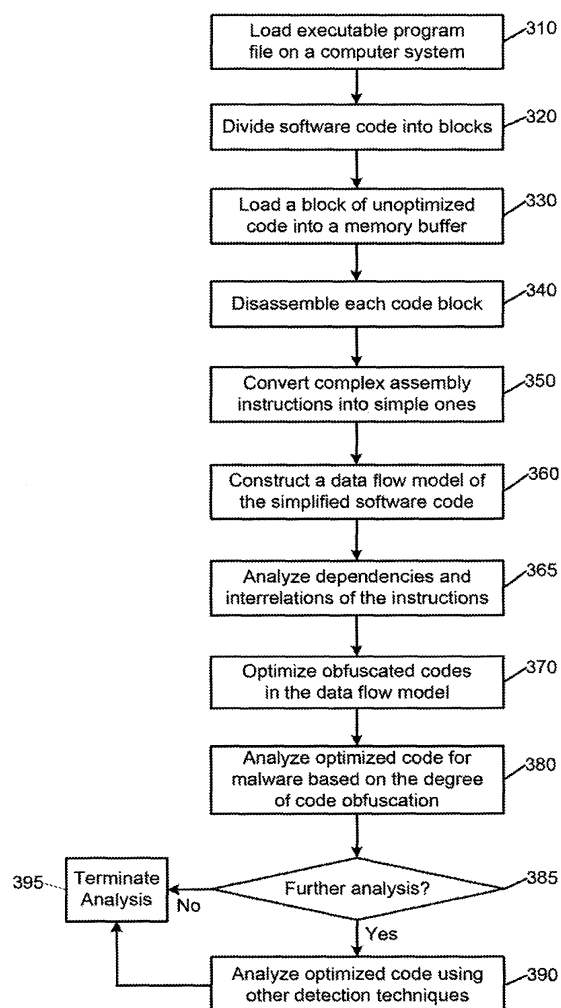 Load executable program
file on a computer system
310
Divide software code into blocks
320
Load a block of unoptimized
code into a memory buffer
330
Disassemble each code block
340
Convert complex assembly
instructions into simple ones
350
Construct a data flow model of
the simplified software code
360
Analyze dependencies and
interrelations of the instructions
365
Optimize obfuscated codes
in the data flow model
370
Analyze optimized code for
malware based on the degree
of code obfuscation
380
Further analysis?
385
No
Terminate
Analysis
395
Yes
Analyze optimized code using
other detection techniques
390